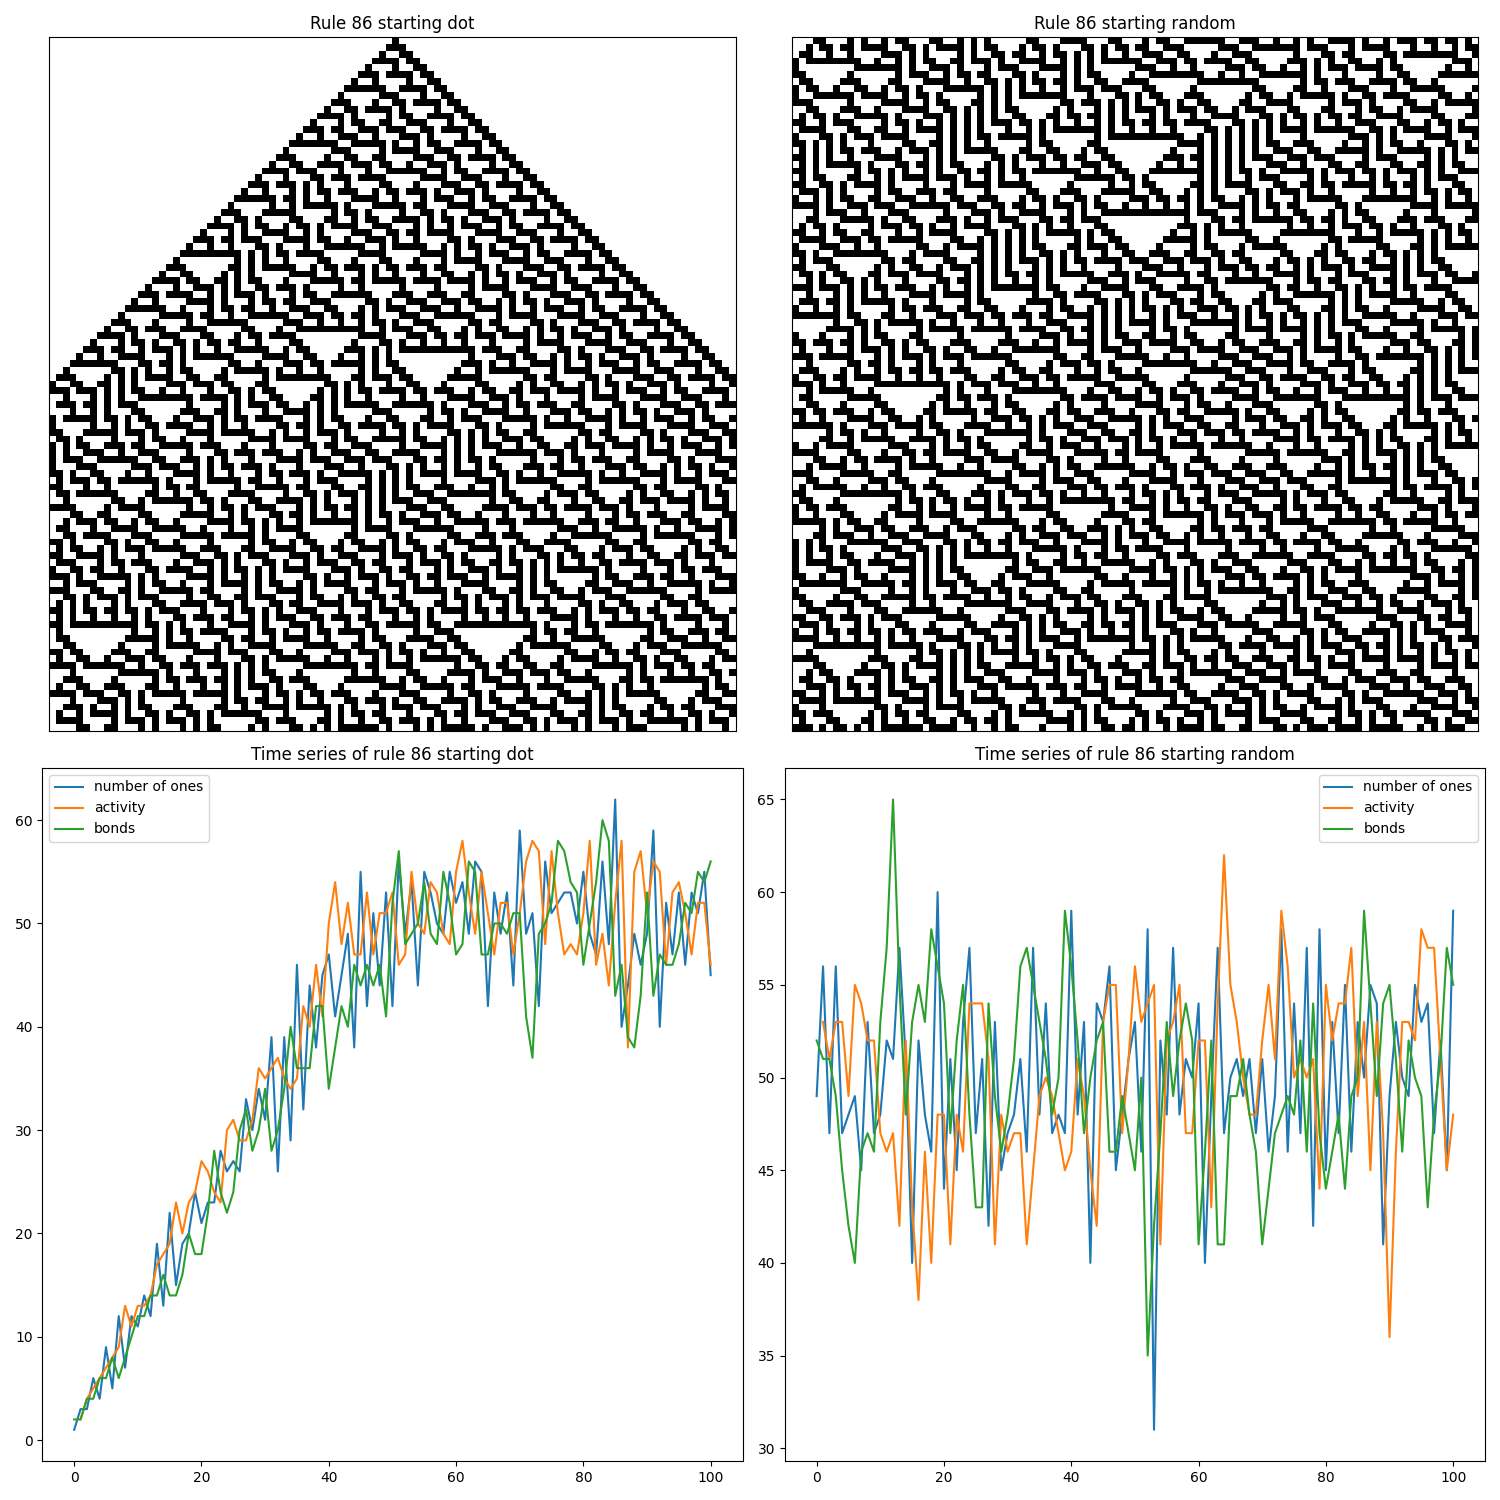 Rule 86 starting dot
Rule 86 starting random
Time series of rule 86 starting dot
number of ones
activity
bonds
60
50
40
30
20
10
0
0 20 40 60 80 100
Time series of rule 86 starting random
number of ones
activity
bonds
65
60
55
50
45
40
35
30
0 20 40 60 80 100